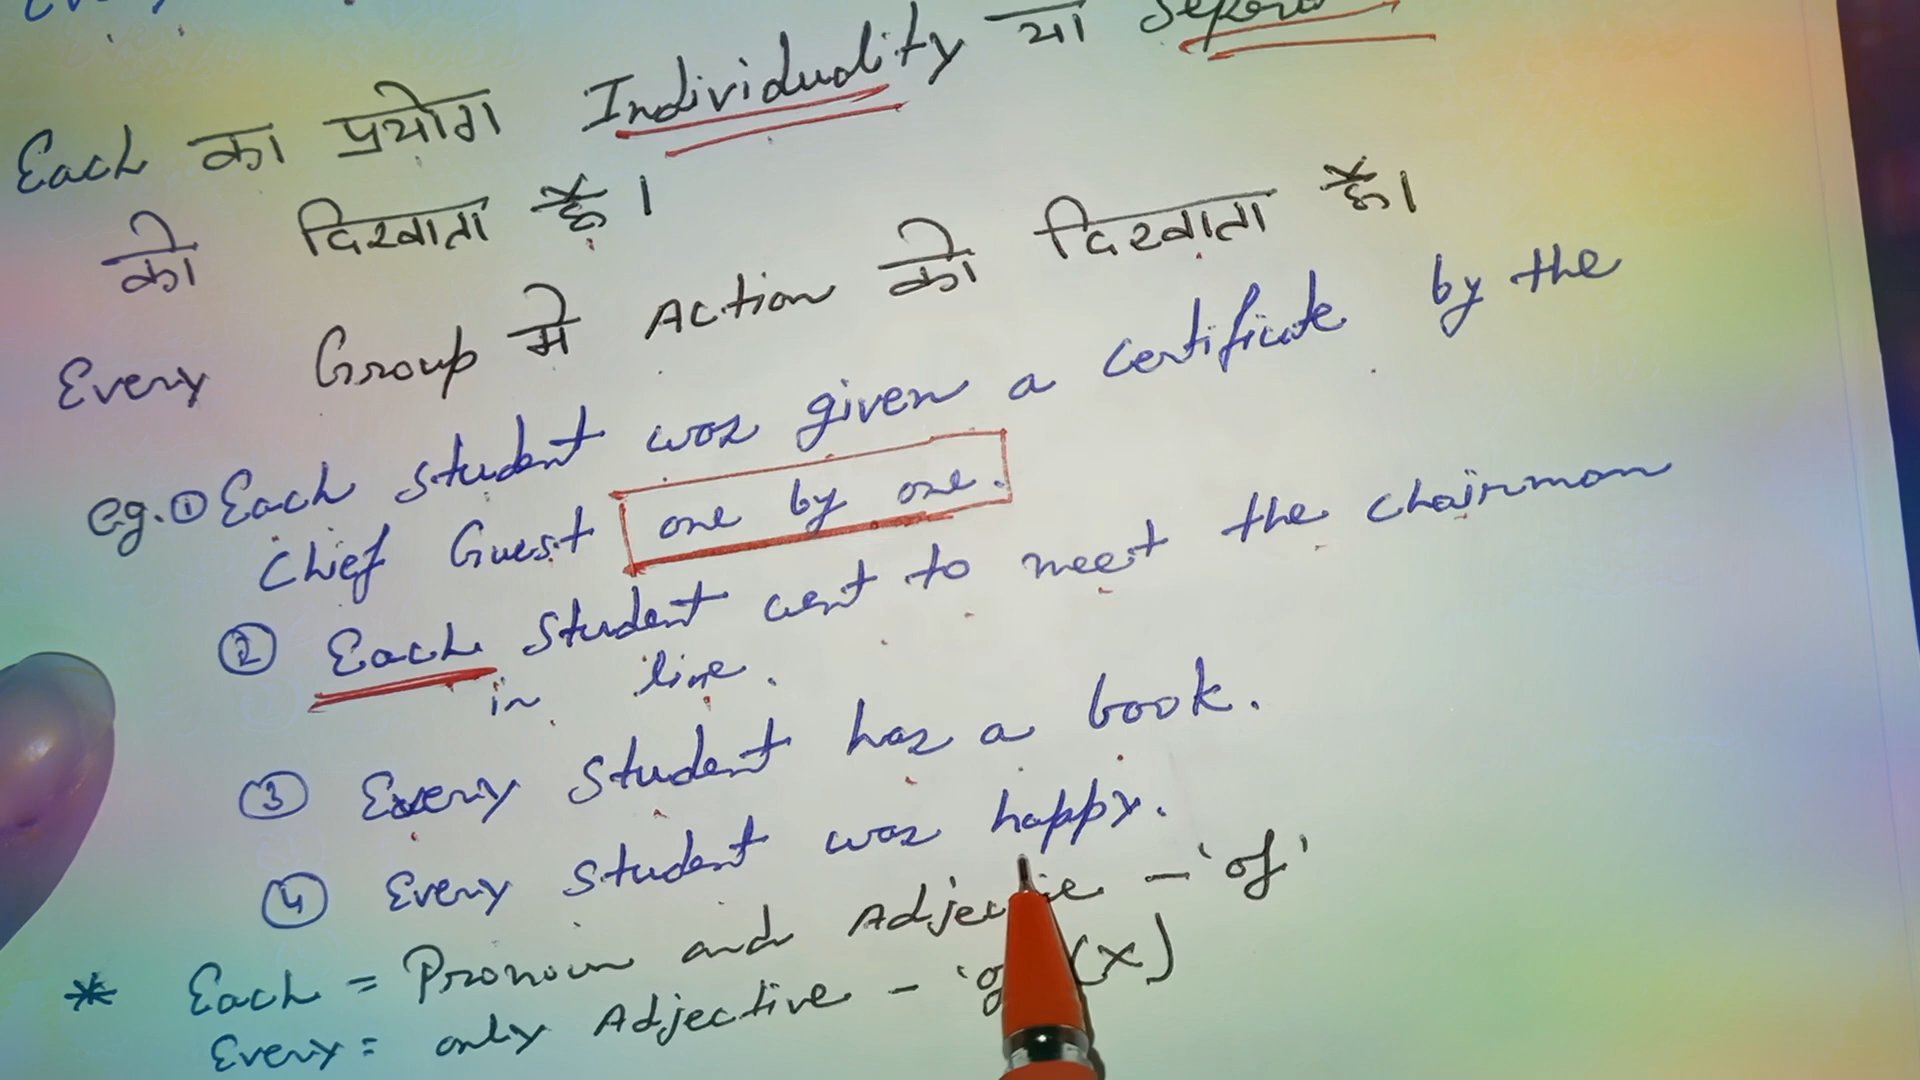 Each का प्रयोग Individuality या
को दिखाता है।
Every Group मे Action को दिखाता है।
eg. ① Each student was given a certificate by the
Chief Guest one by one.
② Each student went to meet the chairman
in line.
③ Every student has a book.
④ Every student was happy.
* Each = Pronoun and Adjective - 'of'
Every = only Adjective - (x)